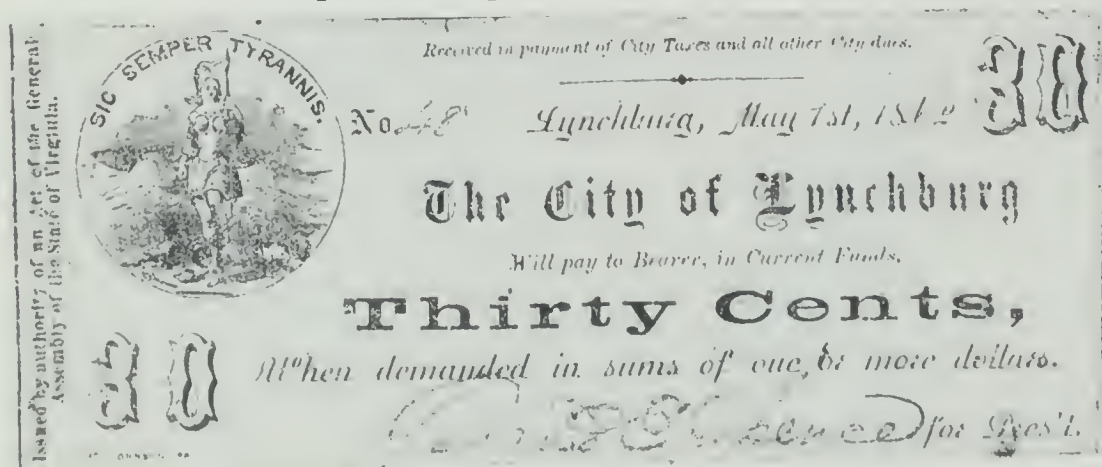 Issued by authority of an act of the General
Assembly of the State of Virginia.
SIC SEMPER TYRANNIS.
Received in payment of City Taxes and all other City dues.
30
No 48
Lynchburg, May 1st, 1862
The City of Lynchburg
Will pay to Bearer, in Current Funds,
Thirty Cents,
30
When demanded in sums of one, or more dollars.
for Pres't.